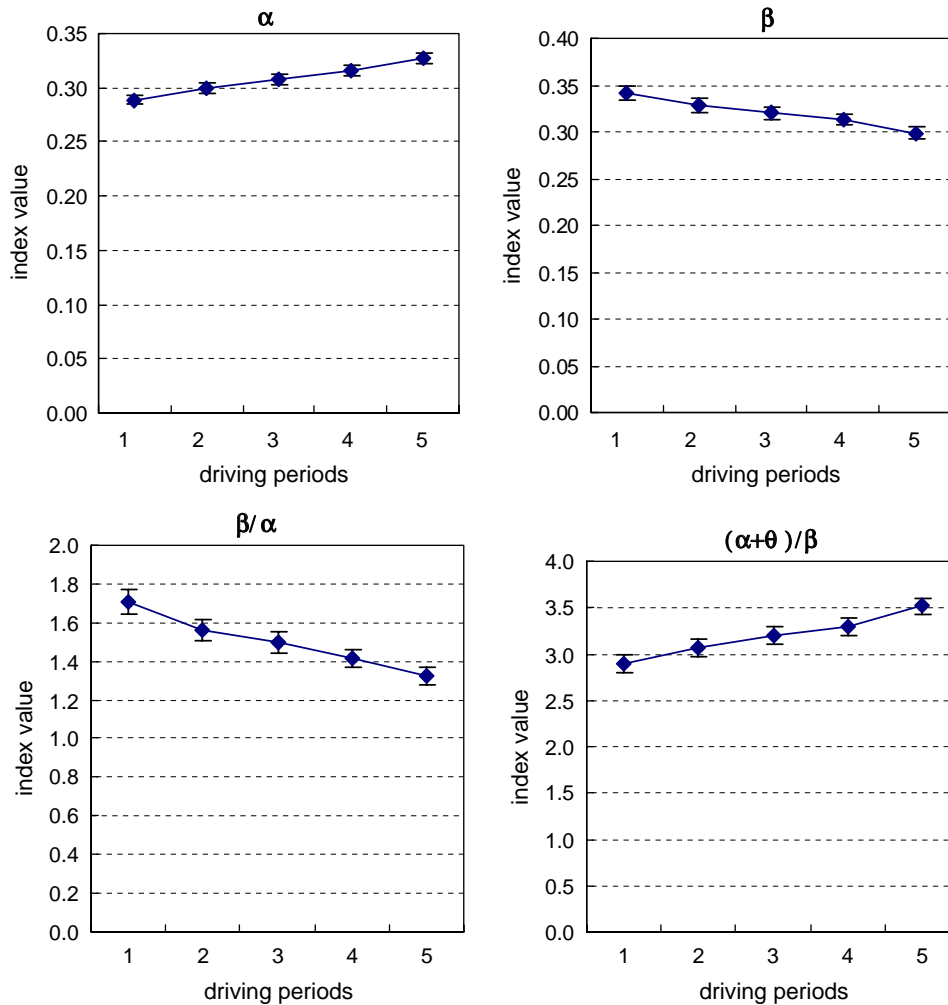 α
0.35
0.30
0.25
0.20
0.15
0.10
0.05
0.00
index value
1 2 3 4 5
driving periods
β
0.40
0.35
0.30
0.25
0.20
0.15
0.10
0.05
0.00
index value
1 2 3 4 5
driving periods
β/α
2.0
1.8
1.6
1.4
1.2
1.0
0.8
0.6
0.4
0.2
0.0
index value
1 2 3 4 5
driving periods
(α+θ)/β
4.0
3.5
3.0
2.5
2.0
1.5
1.0
0.5
0.0
index value
1 2 3 4 5
driving periods